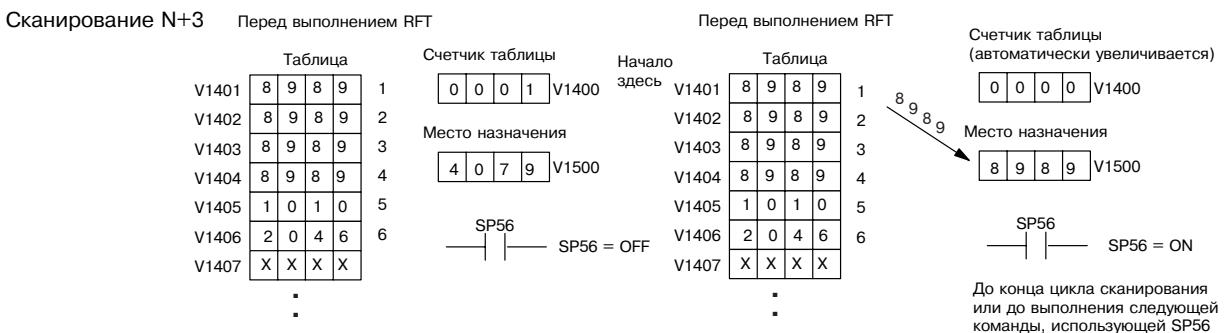 Сканирование N+3
Перед выполнением RFT
Таблица
V1401 8 9 8 9 1
V1402 8 9 8 9 2
V1403 8 9 8 9 3
V1404 8 9 8 9 4
V1405 1 0 1 0 5
V1406 2 0 4 6 6
V1407 X X X X
Счетчик таблицы
0 0 0 1 V1400
Место назначения
4 0 7 9 V1500
SP56
SP56 = OFF
Перед выполнением RFT
Начало
здесь
Таблица
V1401 8 9 8 9 1
V1402 8 9 8 9 2
V1403 8 9 8 9 3
V1404 8 9 8 9 4
V1405 1 0 1 0 5
V1406 2 0 4 6 6
V1407 X X X X
8 9 8 9
Счетчик таблицы
(автоматически увеличивается)
0 0 0 0 V1400
Место назначения
8 9 8 9 V1500
SP56
SP56 = ON
До конца цикла сканирования
или до выполнения следующей
команды, использующей SP56